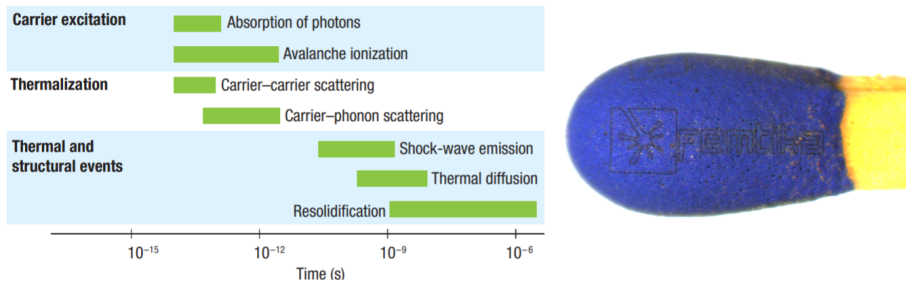 Carrier excitation
Absorption of photons
Avalanche ionization
Thermalization
Carrier–carrier scattering
Carrier–phonon scattering
Thermal and
structural events
Shock-wave emission
Thermal diffusion
Resolidification
10⁻¹⁵
10⁻¹²
10⁻⁹
10⁻⁶
Time (s)
Femtika